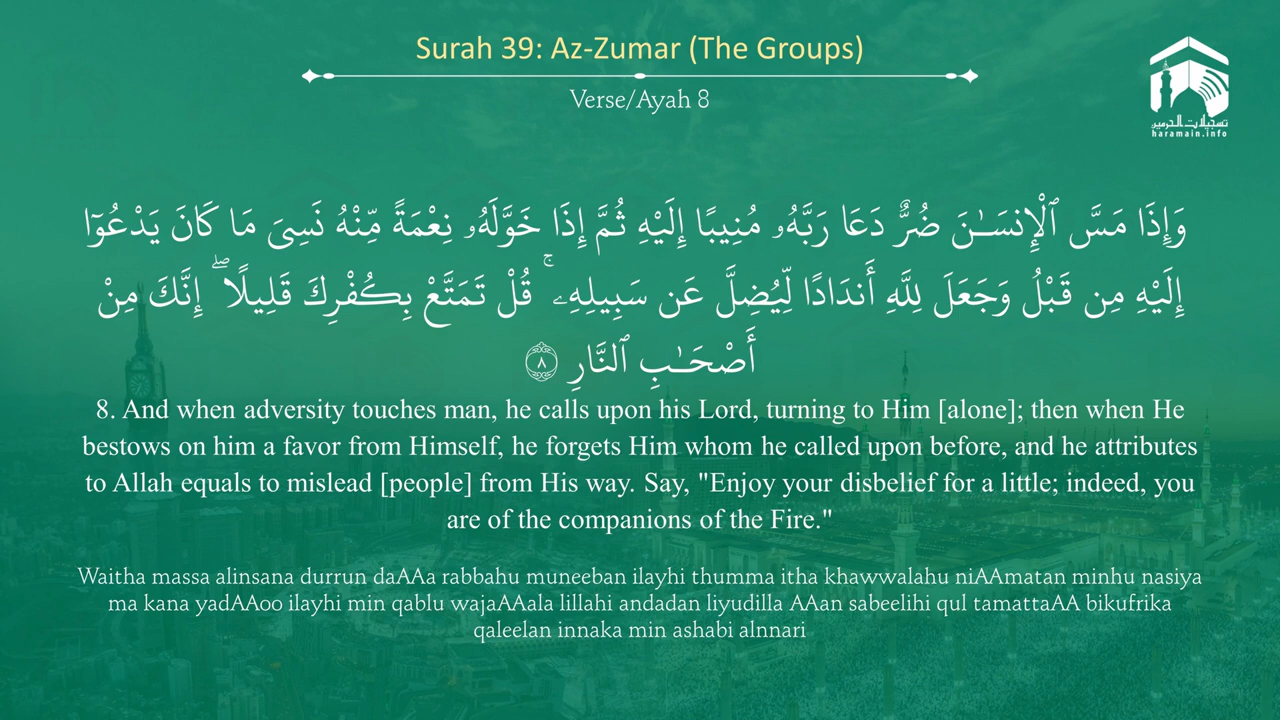 Surah 39: Az-Zumar (The Groups)
Verse/Ayah 8
تسجيلات الحرمين
haramain.info
وَإِذَا مَسَّ ٱلْإِنسَـٰنَ ضُرٌّ دَعَا رَبَّهُۥ مُنِيبًا إِلَيْهِ ثُمَّ إِذَا خَوَّلَهُۥ نِعْمَةً مِّنْهُ نَسِىَ مَا كَانَ يَدْعُوٓا۟
إِلَيْهِ مِن قَبْلُ وَجَعَلَ لِلَّهِ أَندَادًا لِّيُضِلَّ عَن سَبِيلِهِۦ ۚ قُلْ تَمَتَّعْ بِكُفْرِكَ قَلِيلًا ۖ إِنَّكَ مِنْ
أَصْحَـٰبِ ٱلنَّارِ ٨
8. And when adversity touches man, he calls upon his Lord, turning to Him [alone]; then when He
bestows on him a favor from Himself, he forgets Him whom he called upon before, and he attributes
to Allah equals to mislead [people] from His way. Say, "Enjoy your disbelief for a little; indeed, you
are of the companions of the Fire."
Waitha massa alinsana durrun daAAa rabbahu muneeban ilayhi thumma itha khawwalahu niAAmatan minhu nasiya
ma kana yadAAoo ilayhi min qablu wajaAAala lillahi andadan liyudilla AAan sabeelihi qul tamattaAA bikufrika
qaleelan innaka min ashabi alnnari